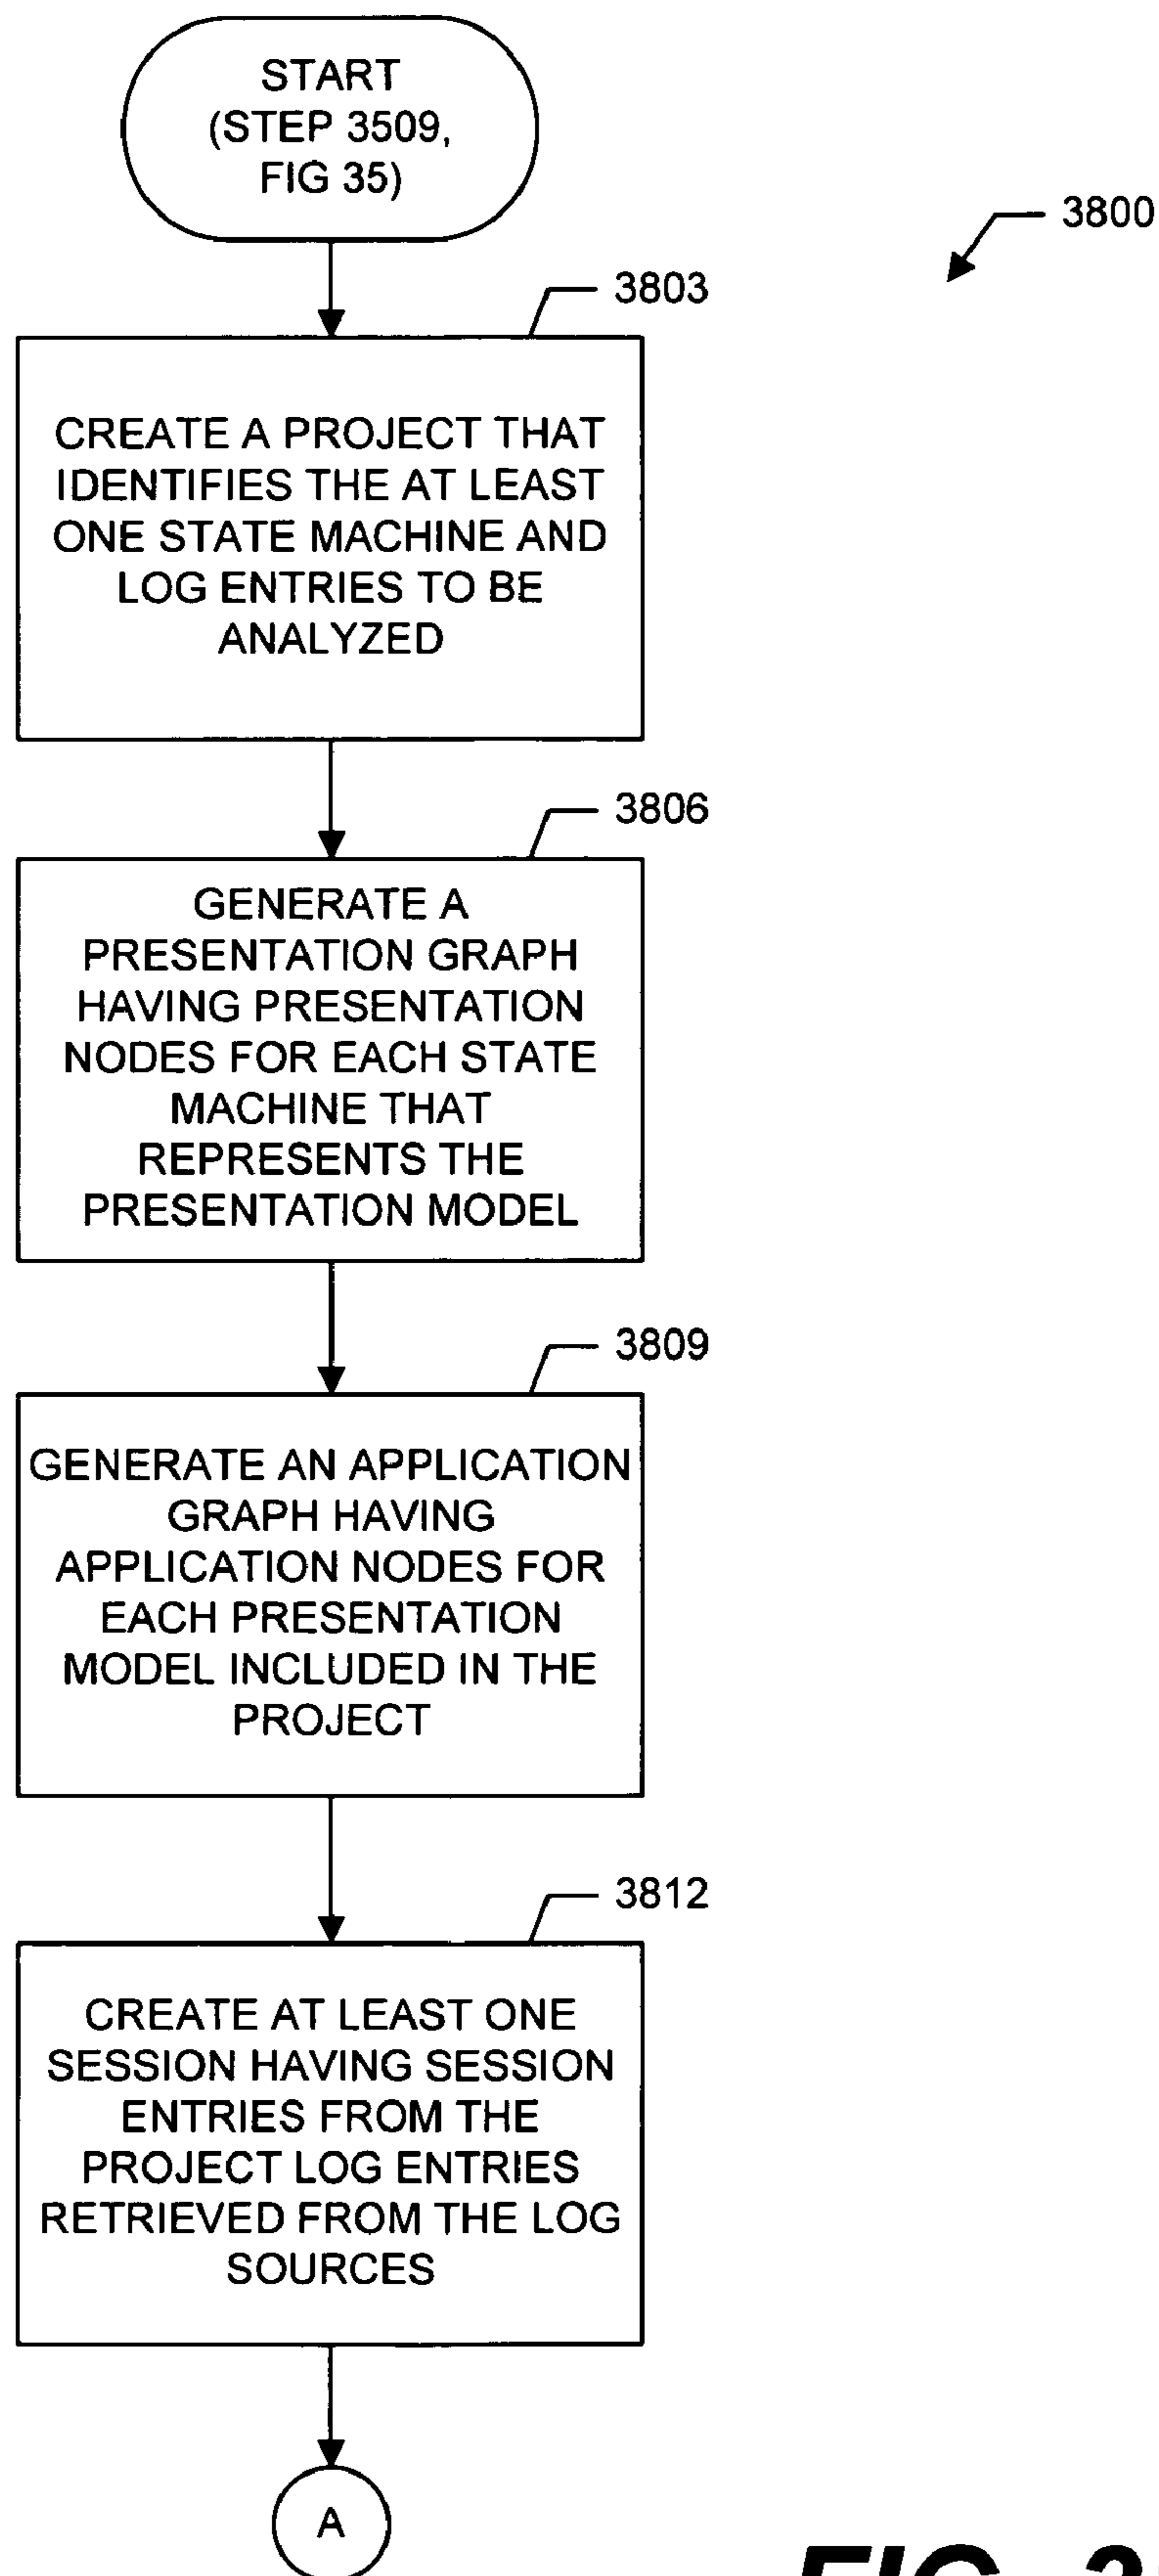 START
(STEP 3509,
FIG 35)
3800
3803
CREATE A PROJECT THAT
IDENTIFIES THE AT LEAST
ONE STATE MACHINE AND
LOG ENTRIES TO BE
ANALYZED
3806
GENERATE A
PRESENTATION GRAPH
HAVING PRESENTATION
NODES FOR EACH STATE
MACHINE THAT
REPRESENTS THE
PRESENTATION MODEL
3809
GENERATE AN APPLICATION
GRAPH HAVING
APPLICATION NODES FOR
EACH PRESENTATION
MODEL INCLUDED IN THE
PROJECT
3812
CREATE AT LEAST ONE
SESSION HAVING SESSION
ENTRIES FROM THE
PROJECT LOG ENTRIES
RETRIEVED FROM THE LOG
SOURCES
A
FIG.